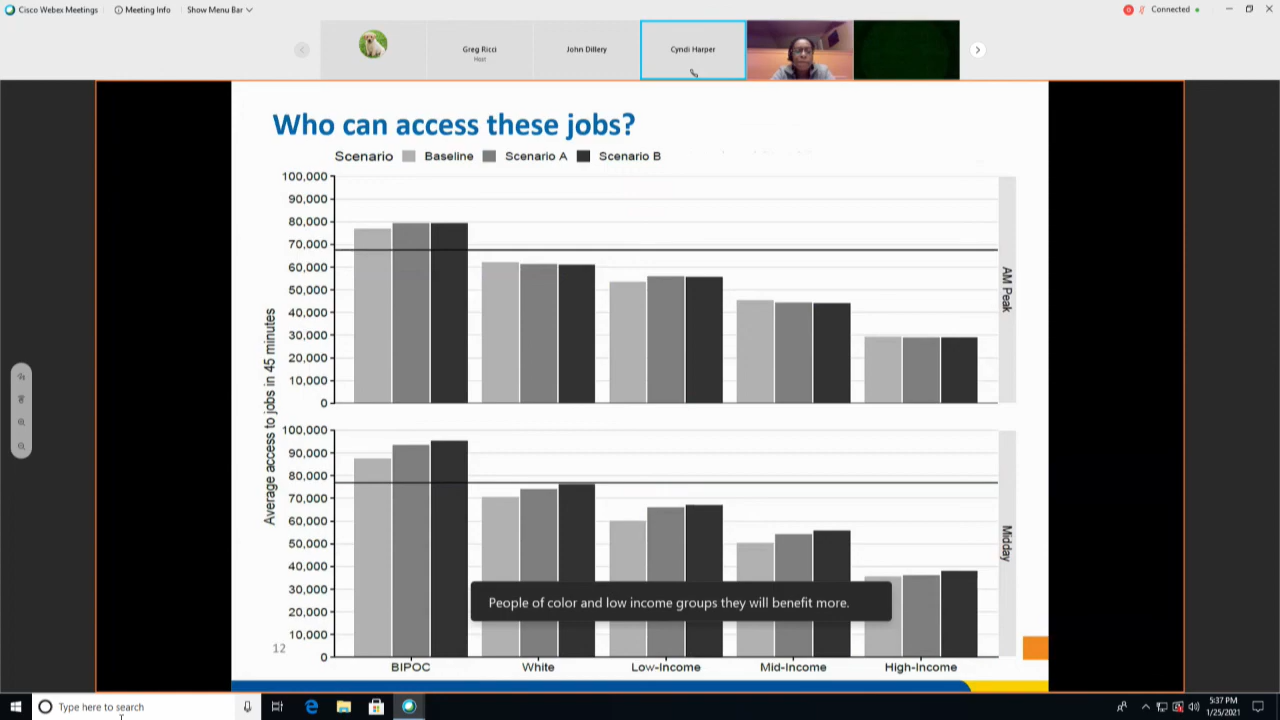 Cisco Webex Meetings
Meeting Info
Show Menu Bar
Connected
Greg Ricci
Host
John Dillery
Cyndi Harper
Who can access these jobs?
Scenario Baseline Scenario A Scenario B
Average access to jobs in 45 minutes
100,000
90,000
80,000
70,000
60,000
50,000
40,000
30,000
20,000
10,000
0
AM Peak
100,000
90,000
80,000
70,000
60,000
50,000
40,000
30,000
20,000
10,000
0
Midday
People of color and low income groups they will benefit more.
12
BIPOC White Low-Income Mid-Income High-Income
Type here to search
5:37 PM
1/25/2021